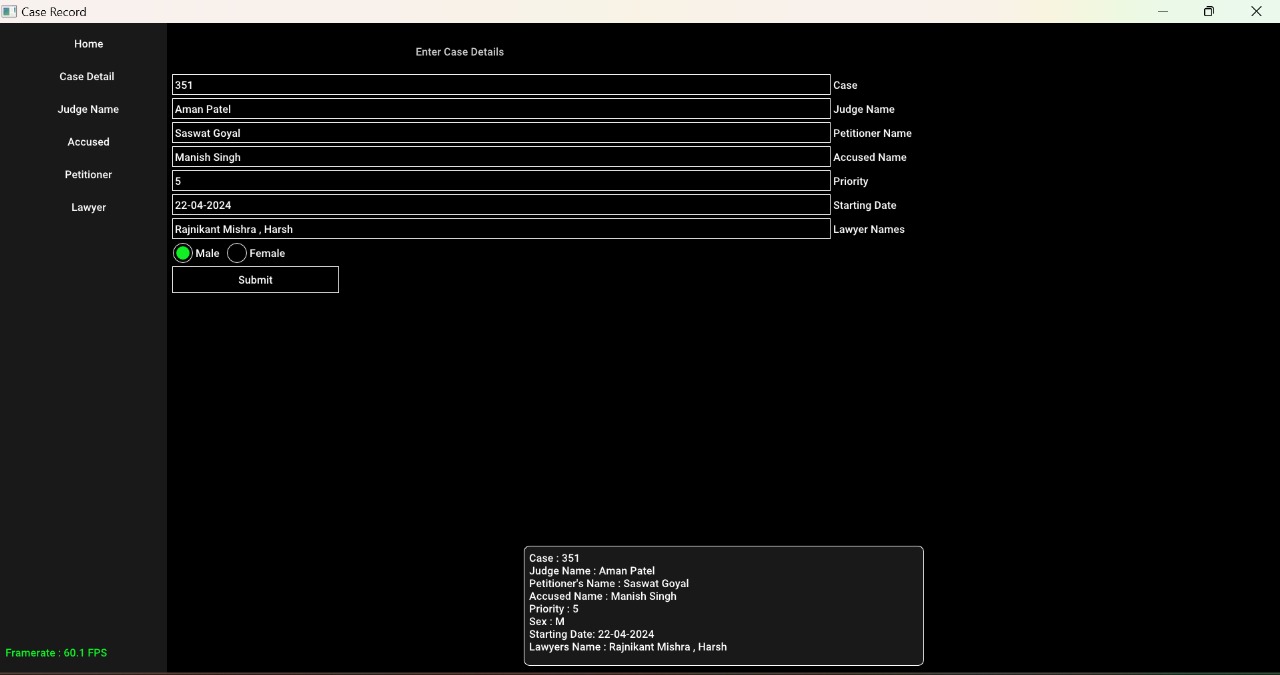 Case Record
Home
Case Detail
Judge Name
Accused
Petitioner
Lawyer
Enter Case Details
351 Case
Aman Patel Judge Name
Saswat Goyal Petitioner Name
Manish Singh Accused Name
5 Priority
22-04-2024 Starting Date
Rajnikant Mishra , Harsh Lawyer Names
Male Female
Submit
Case : 351
Judge Name : Aman Patel
Petitioner's Name : Saswat Goyal
Accused Name : Manish Singh
Priority : 5
Sex : M
Starting Date: 22-04-2024
Lawyers Name : Rajnikant Mishra , Harsh
Framerate : 60.1 FPS